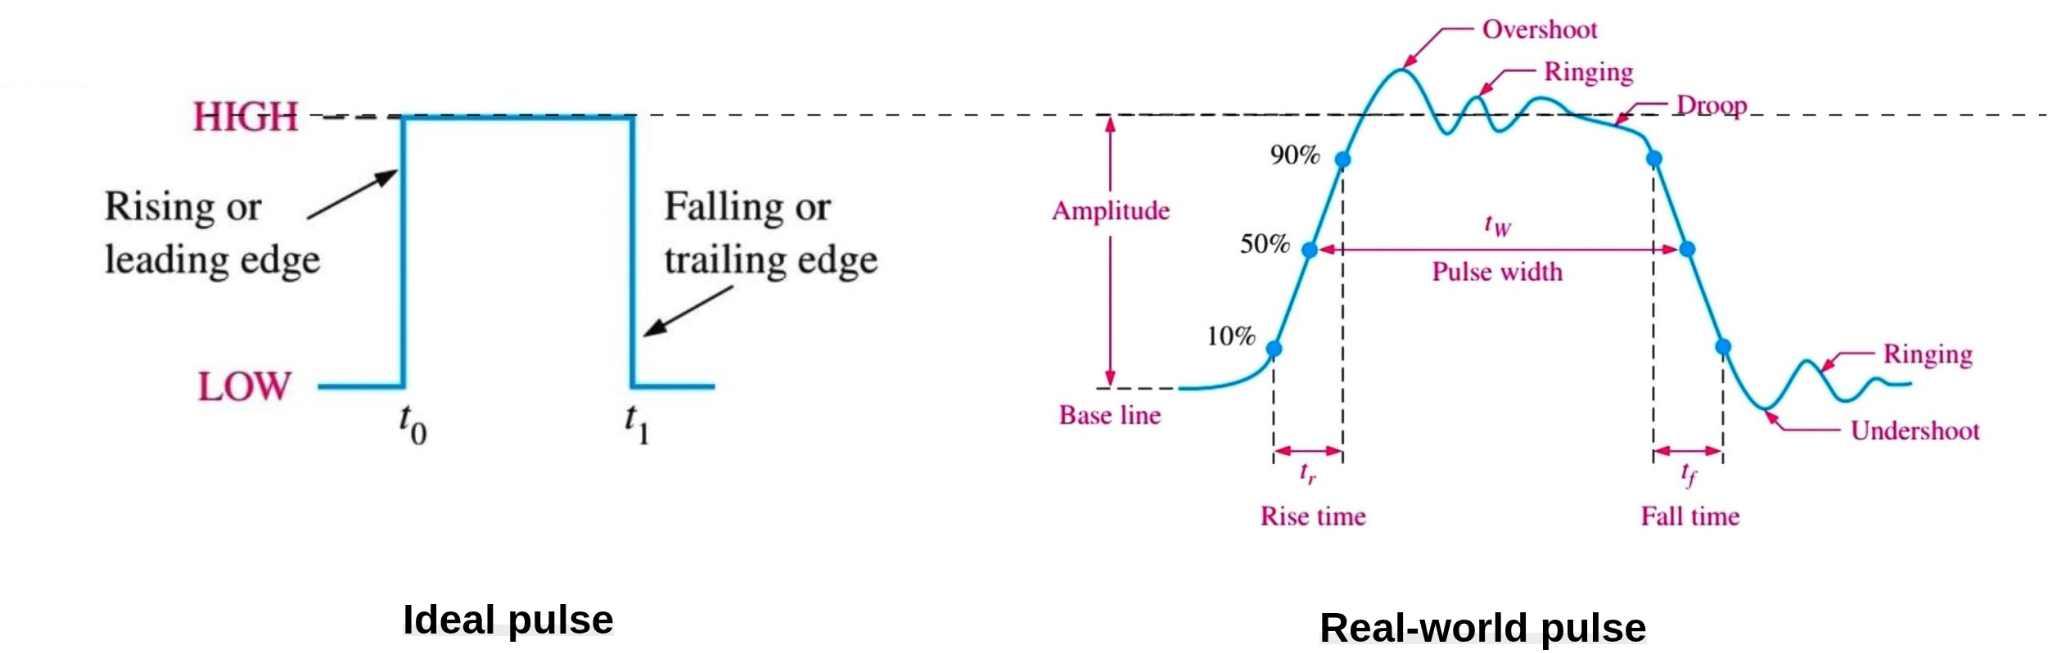 HIGH
Rising or
leading edge
Falling or
trailing edge
LOW
t0
t1
Ideal pulse
Overshoot
Ringing
Droop
90%
Amplitude
tW
50%
Pulse width
10%
Base line
Ringing
Undershoot
tr
tf
Rise time
Fall time
Real-world pulse